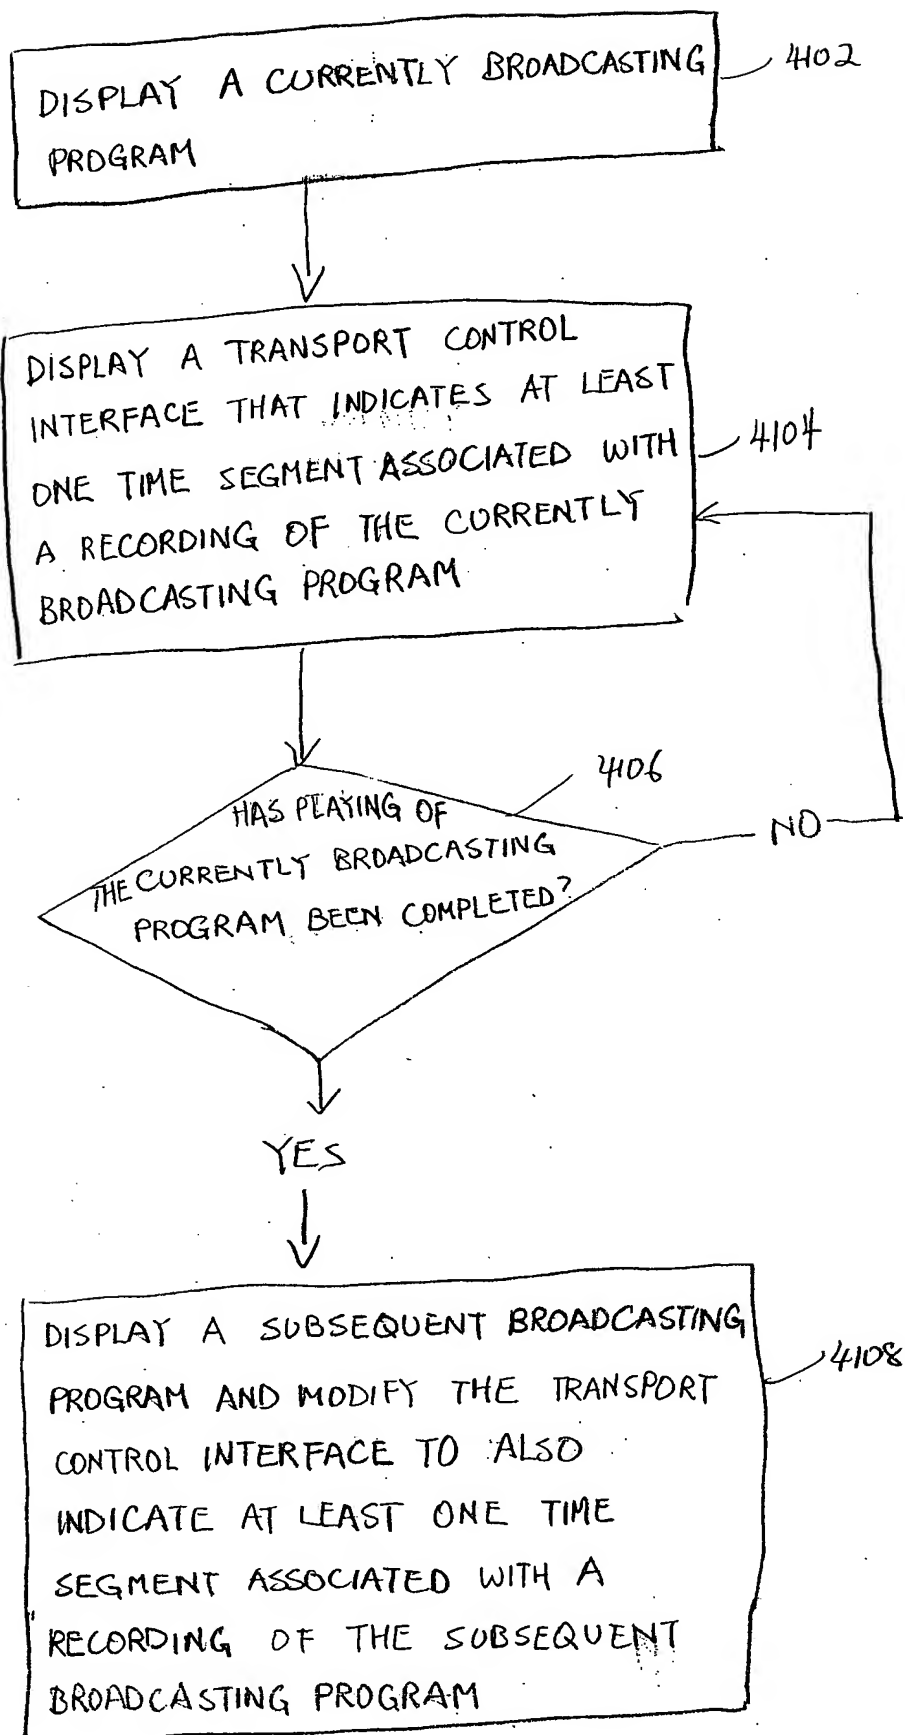 DISPLAY A CURRENTLY BROADCASTING
PROGRAM
4102
DISPLAY A TRANSPORT CONTROL
INTERFACE THAT INDICATES AT LEAST
ONE TIME SEGMENT ASSOCIATED WITH
A RECORDING OF THE CURRENTLY
BROADCASTING PROGRAM
4104
HAS PLAYING OF
THE CURRENTLY BROADCASTING
PROGRAM BEEN COMPLETED?
4106
NO
YES
DISPLAY A SUBSEQUENT BROADCASTING
PROGRAM AND MODIFY THE TRANSPORT
CONTROL INTERFACE TO ALSO
INDICATE AT LEAST ONE TIME
SEGMENT ASSOCIATED WITH A
RECORDING OF THE SUBSEQUENT
BROADCASTING PROGRAM
4108